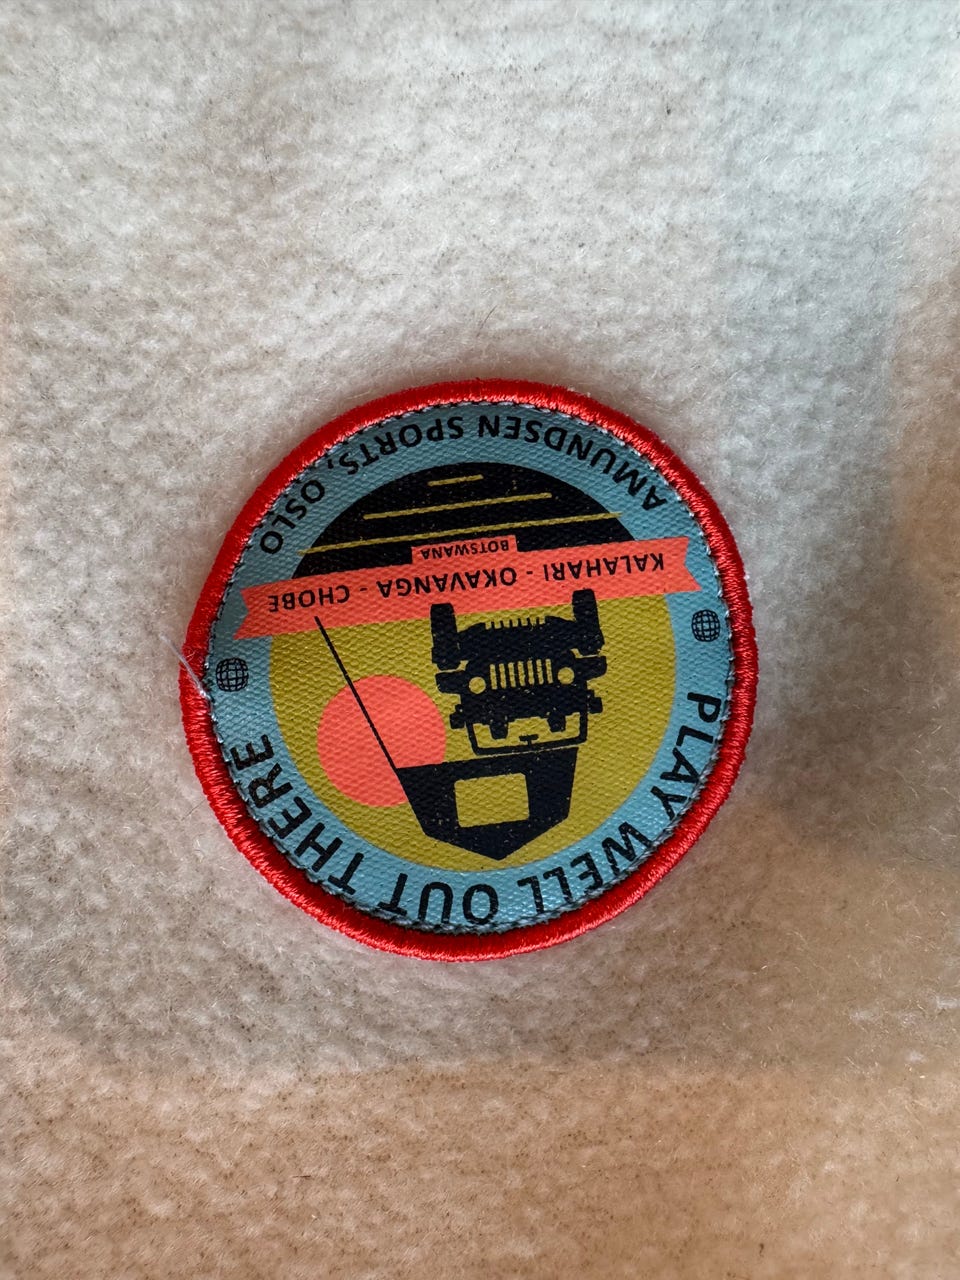 PLAY WELL OUT THERE
KALAHARI - OKAVANGA - CHOBE
BOTSWANA
AMUNDSEN SPORTS, OSLO